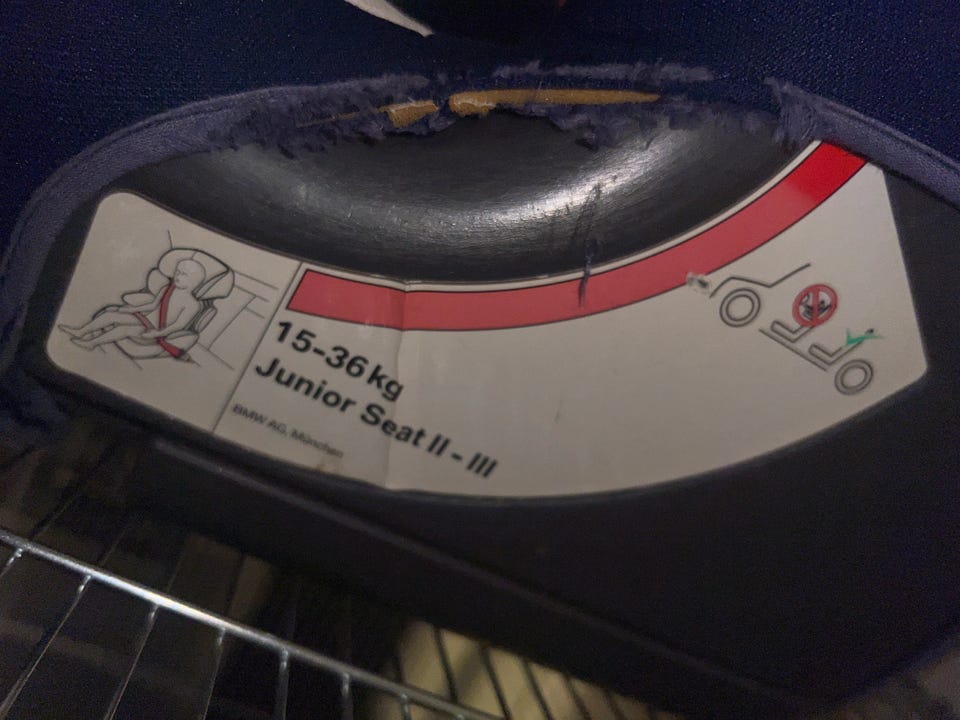 15-36 kg
Junior Seat II - III
BMW AG, München